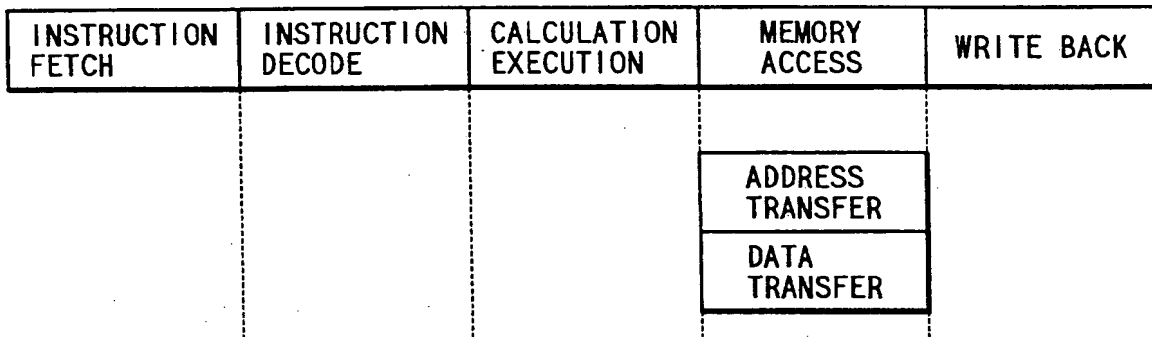 INSTRUCTION
FETCH
INSTRUCTION
DECODE
CALCULATION
EXECUTION
MEMORY
ACCESS
WRITE BACK
ADDRESS
TRANSFER
DATA
TRANSFER